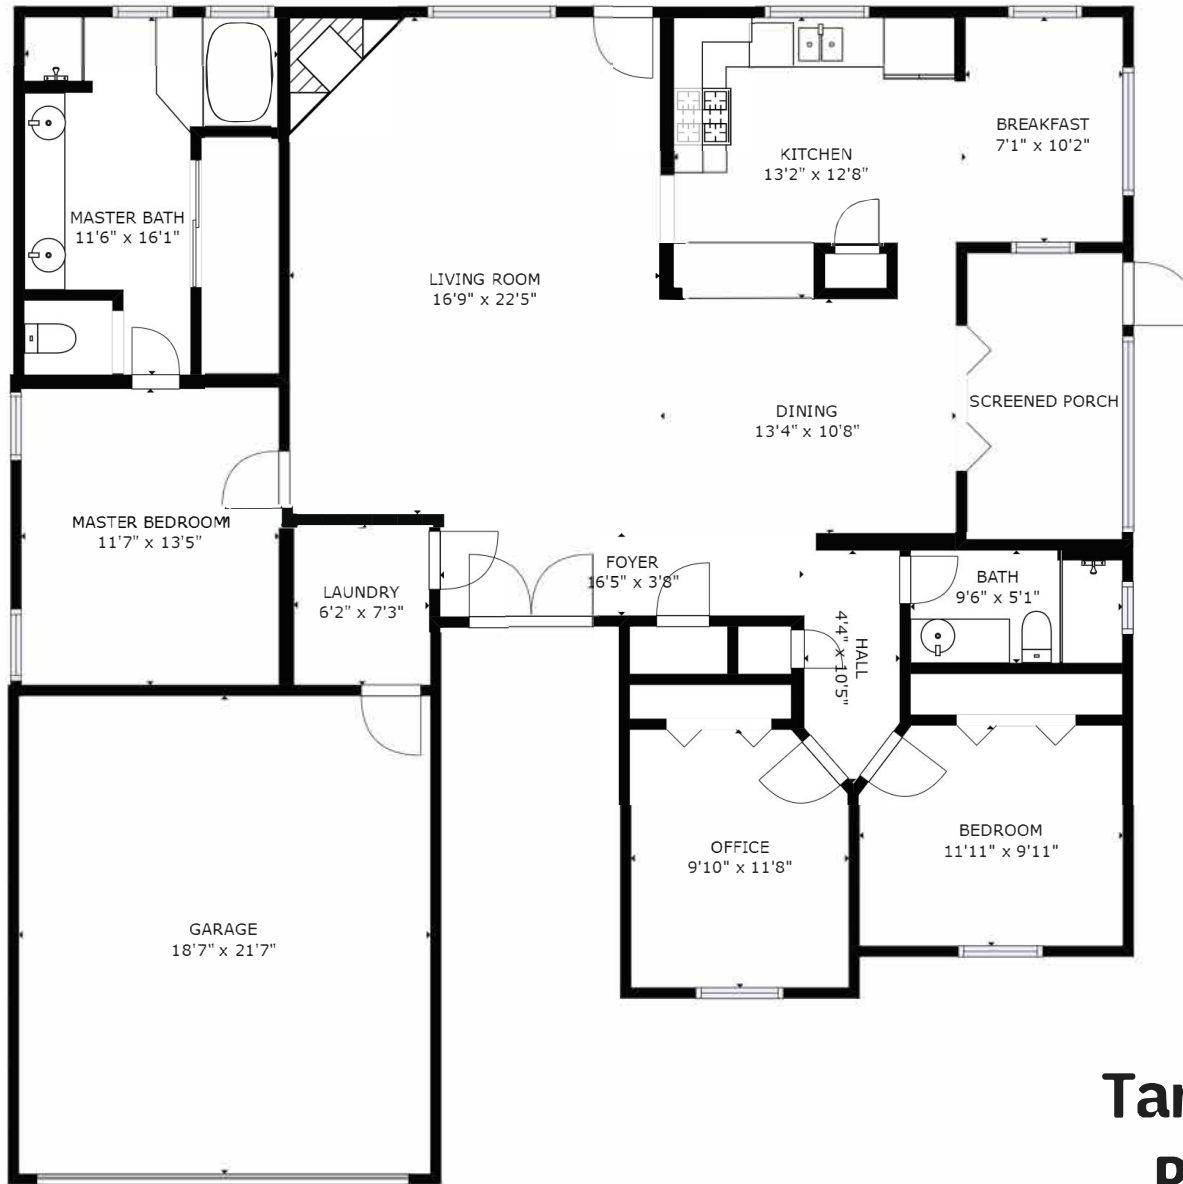 BREAKFAST
7'1" x 10'2"
KITCHEN
13'2" x 12'8"
MASTER BATH
11'6" x 16'1"
LIVING ROOM
16'9" x 22'5"
SCREENED PORCH
DINING
13'4" x 10'8"
MASTER BEDROOM
11'7" x 13'5"
FOYER
16'5" x 3'8"
BATH
9'6" x 5'1"
LAUNDRY
6'2" x 7'3"
HALL
4'4" x 10'5"
BEDROOM
11'11" x 9'11"
OFFICE
9'10" x 11'8"
GARAGE
18'7" x 21'7"